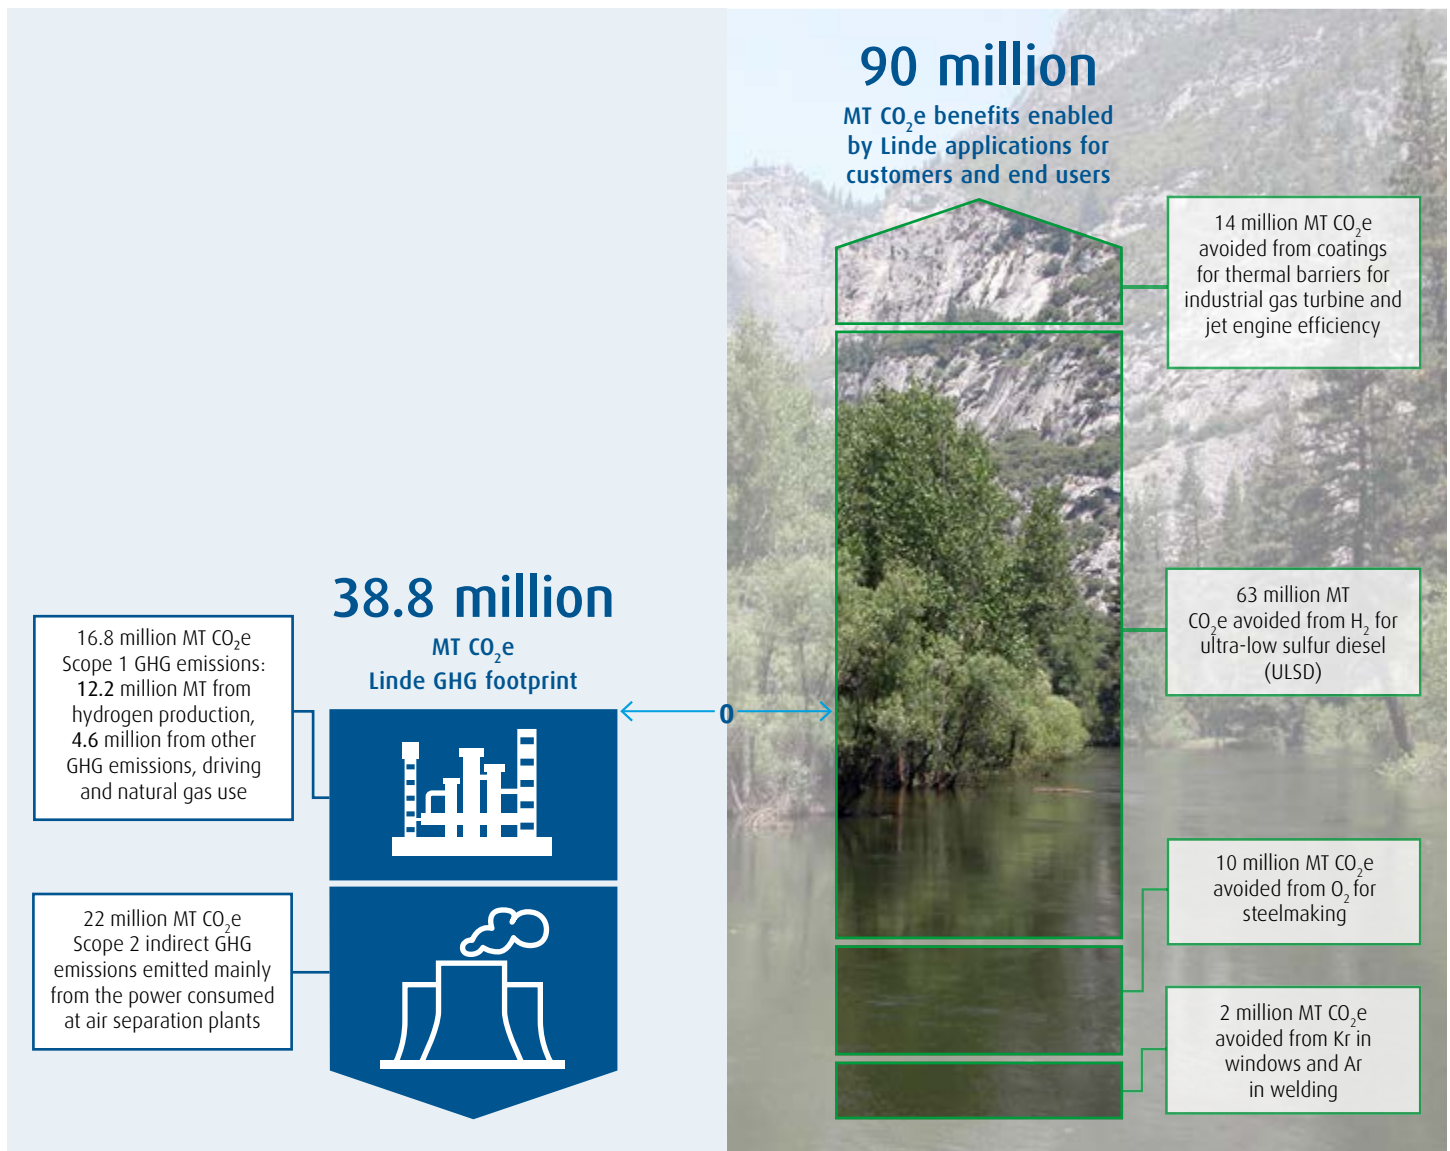 90 million
MT CO₂e benefits enabled
by Linde applications for
customers and end users
14 million MT CO₂e
avoided from coatings
for thermal barriers for
industrial gas turbine and
jet engine efficiency
38.8 million
MT CO₂e
Linde GHG footprint
16.8 million MT CO₂e
Scope 1 GHG emissions:
12.2 million MT from
hydrogen production,
4.6 million from other
GHG emissions, driving
and natural gas use
0
63 million MT
CO₂e avoided from H₂ for
ultra-low sulfur diesel
(ULSD)
22 million MT CO₂e
Scope 2 indirect GHG
emissions emitted mainly
from the power consumed
at air separation plants
10 million MT CO₂e
avoided from O₂ for
steelmaking
2 million MT CO₂e
avoided from Kr in
windows and Ar
in welding